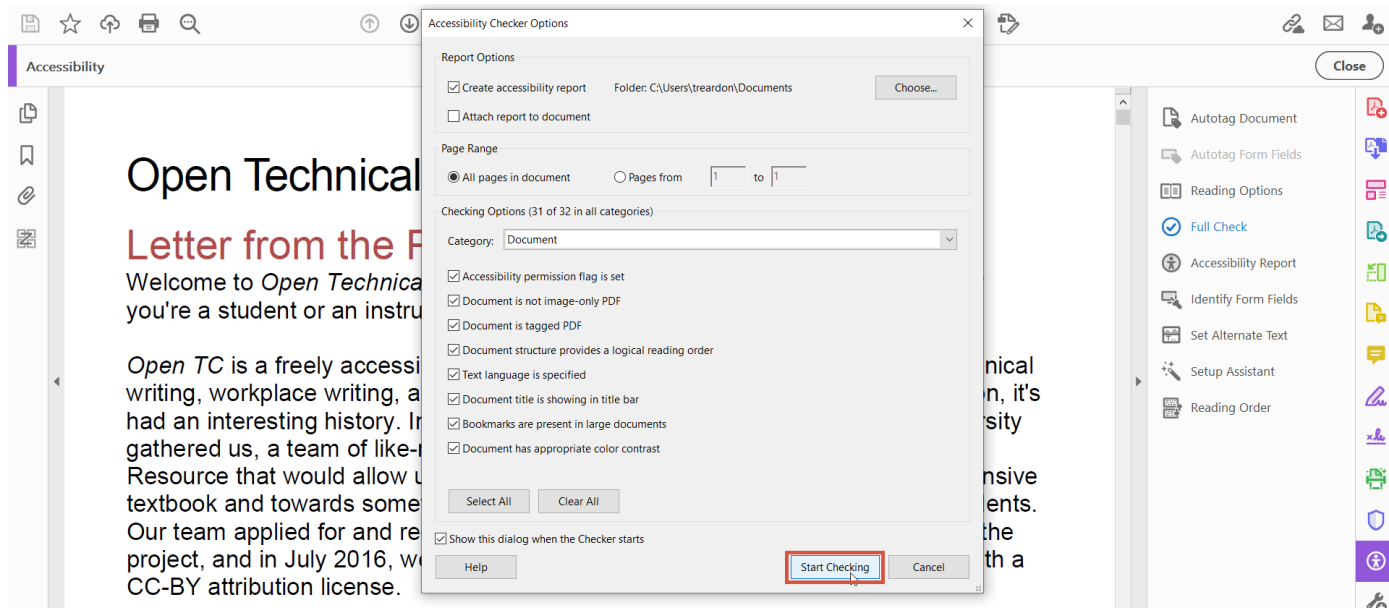 Accessibility Checker Options
Accessibility
Close
Report Options
Create accessibility report Folder: C:\Users\treardon\Documents Choose...
Attach report to document
Page Range
All pages in document Pages from 1 to 1
Checking Options (31 of 32 in all categories)
Category: Document
Accessibility permission flag is set
Document is not image-only PDF
Document is tagged PDF
Document structure provides a logical reading order
Text language is specified
Document title is showing in title bar
Bookmarks are present in large documents
Document has appropriate color contrast
Select All Clear All
Show this dialog when the Checker starts
Help Start Checking Cancel
Open Technical
Letter from the
Welcome to Open Technica
you're a student or an instru
Open TC is a freely accessi nical
writing, workplace writing, a n, it's
had an interesting history. In rsity
gathered us, a team of like-
Resource that would allow u nsive
textbook and towards some ents.
Our team applied for and re the
project, and in July 2016, we th a
CC-BY attribution license.
Autotag Document
Autotag Form Fields
Reading Options
Full Check
Accessibility Report
Identify Form Fields
Set Alternate Text
Setup Assistant
Reading Order